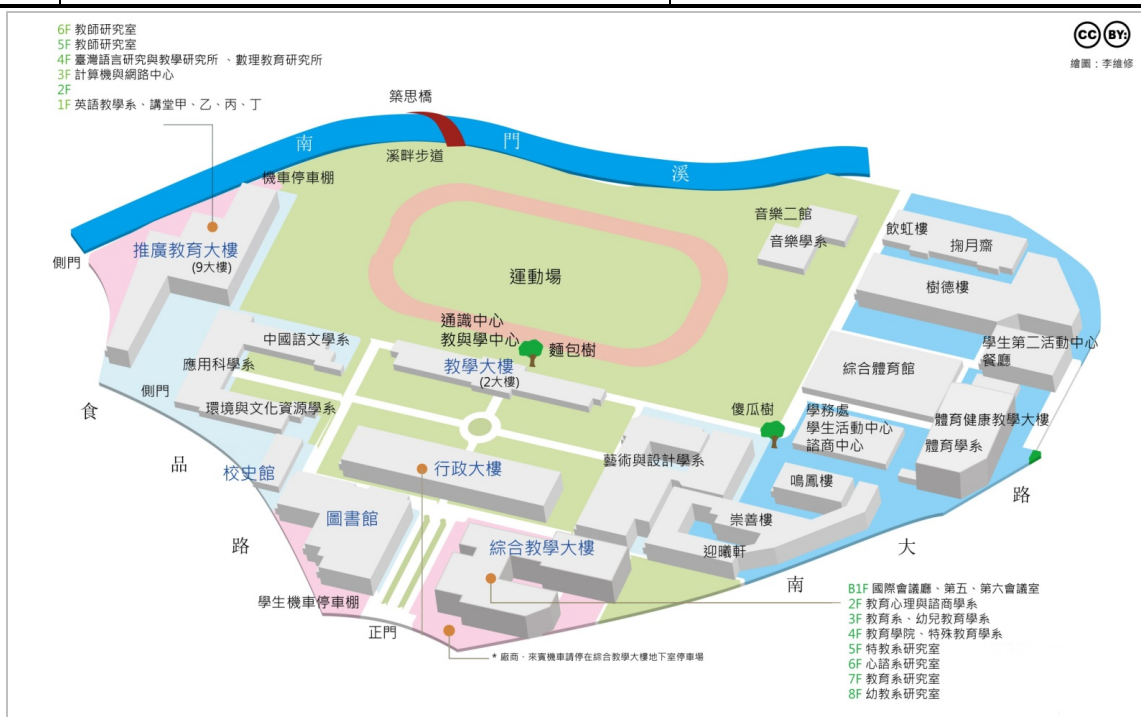 6F 教師研究室
5F 教師研究室
4F 臺灣語言研究與教學研究所 、數理教育研究所
3F 計算機與網路中心
2F
1F 英語教學系、講堂甲、乙、丙、丁
CC BY:
繪圖:李維修
築思橋
南門溪
溪畔步道
機車停車棚
推廣教育大樓
(9大樓)
側門
音樂二館
音樂學系
飲虹樓
掬月齋
樹德樓
運動場
通識中心
教與學中心
麵包樹
教學大樓
(2大樓)
中國語文學系
應用科學系
側門
環境與文化資源學系
學生第二活動中心
餐廳
綜合體育館
傻瓜樹
學務處
學生活動中心
諮商中心
體育健康教學大樓
體育學系
食品路
校史館
行政大樓
藝術與設計學系
鳴鳳樓
圖書館
崇善樓
綜合教學大樓
迎曦軒
南大路
學生機車停車棚
正門
* 廠商、來賓機車請停在綜合教學大樓地下室停車場
B1F 國際會議廳、第五、第六會議室
2F 教育心理與諮商學系
3F 教育系、幼兒教育學系
4F 教育學院、特殊教育學系
5F 特教系研究室
6F 心諮系研究室
7F 教育系研究室
8F 幼教系研究室